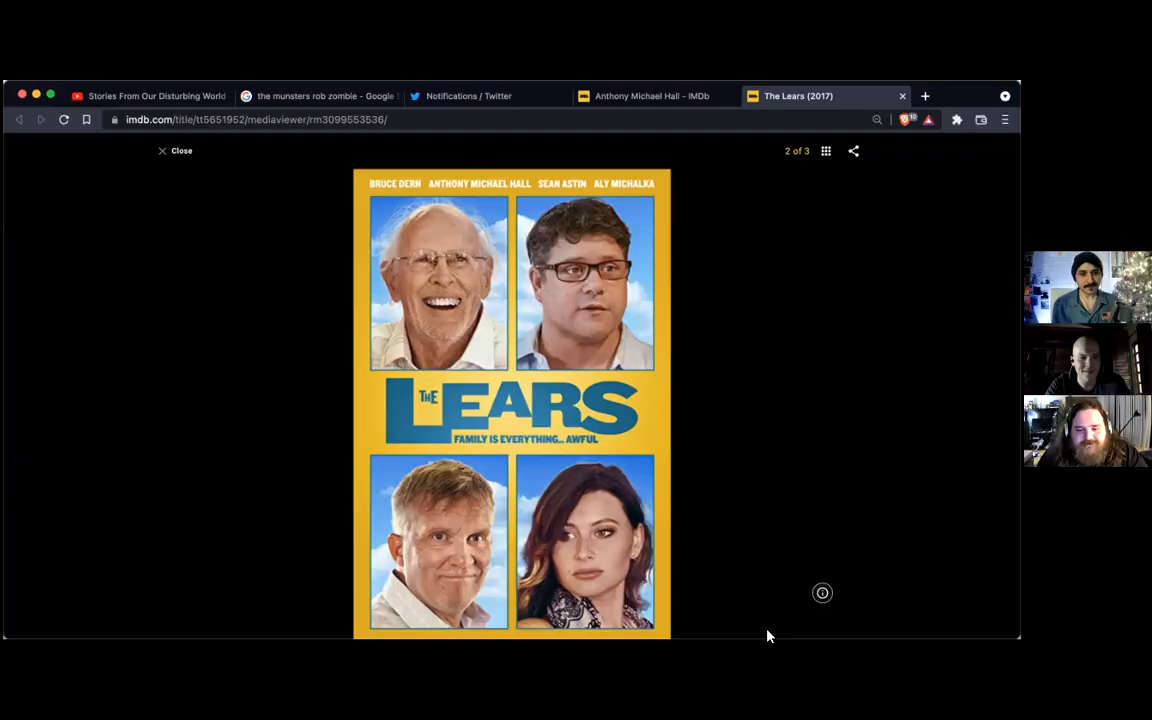 Stories From Our Disturbing World
the munsters rob zombie - Google S
Notifications / Twitter
Anthony Michael Hall - IMDb
The Lears (2017)
imdb.com/title/tt5651952/mediaviewer/rm3099553536/
10
Close
2 of 3
BRUCE DERN ANTHONY MICHAEL HALL SEAN ASTIN ALY MICHALKA
THE LEARS
FAMILY IS EVERYTHING... AWFUL